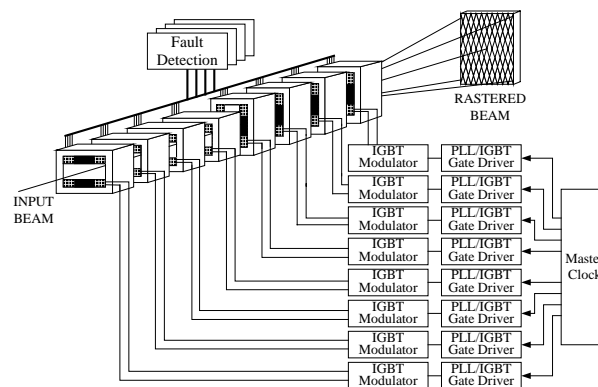 Fault
Detection
RASTERED
BEAM
INPUT
BEAM
IGBT
Modulator
PLL/IGBT
Gate Driver
IGBT
Modulator
PLL/IGBT
Gate Driver
IGBT
Modulator
PLL/IGBT
Gate Driver
IGBT
Modulator
PLL/IGBT
Gate Driver
IGBT
Modulator
PLL/IGBT
Gate Driver
IGBT
Modulator
PLL/IGBT
Gate Driver
IGBT
Modulator
PLL/IGBT
Gate Driver
IGBT
Modulator
PLL/IGBT
Gate Driver
Maste
Clock